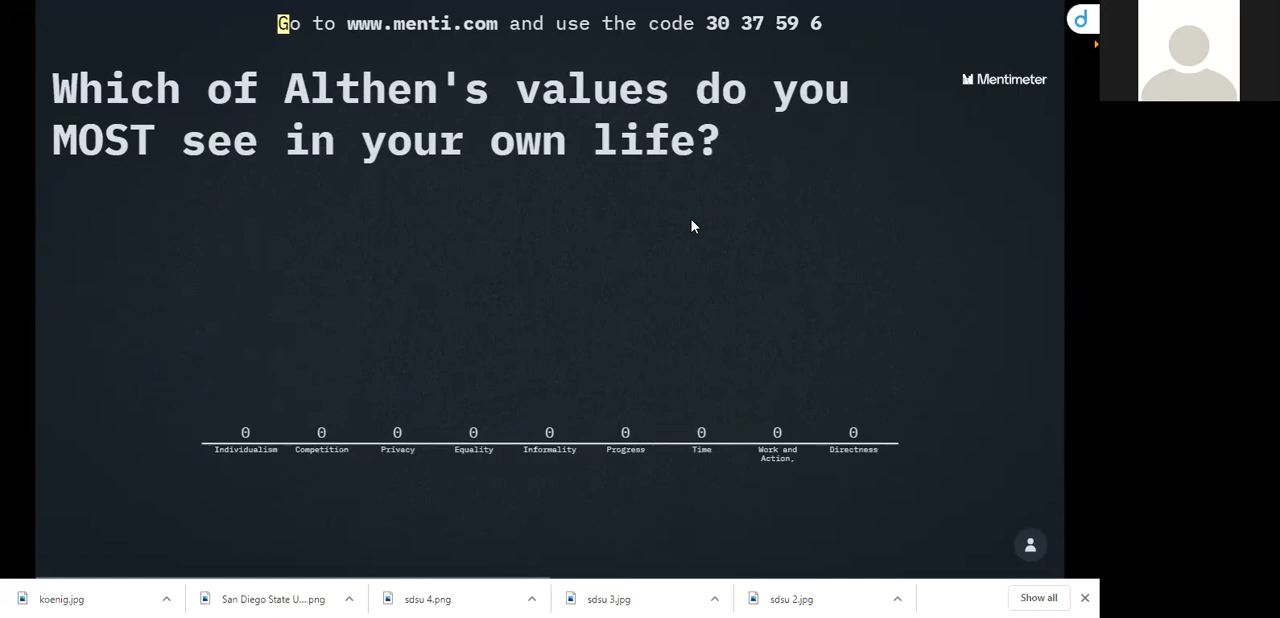 Go to www.menti.com and use the code 30 37 59 6
Which of Althen's values do you
MOST see in your own life?
Mentimeter
0 0 0 0 0 0 0 0 0
Individualism Competition Privacy Equality Informality Progress Time Work and Action, Directness
koenig.jpg San Diego State U....png sdsu 4.png sdsu 3.jpg sdsu 2.jpg Show all